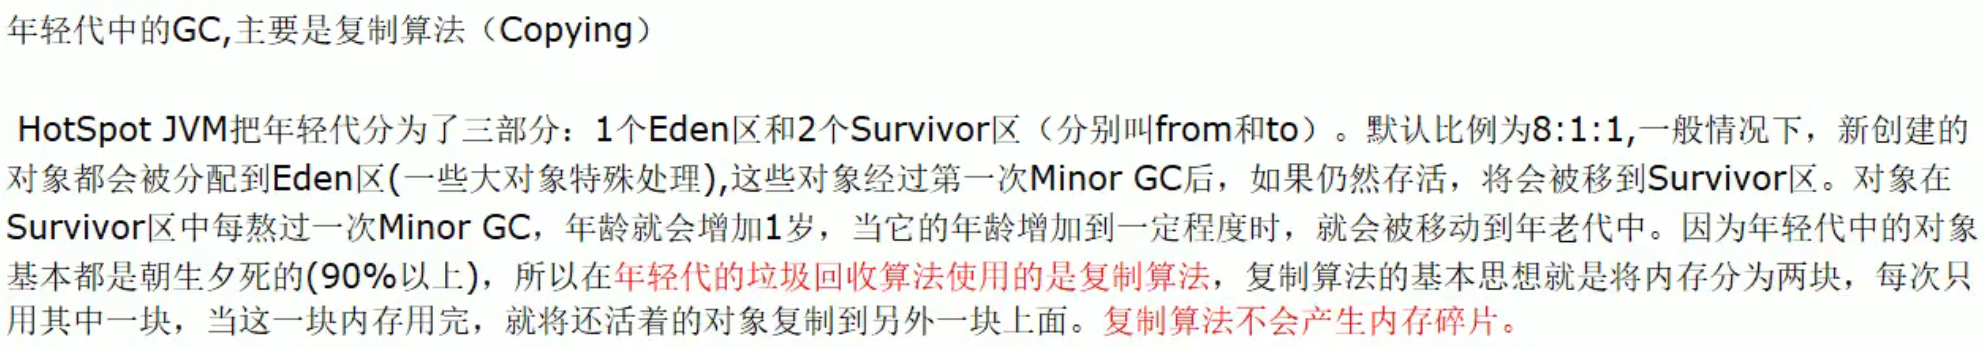 年轻代中的GC,主要是复制算法（Copying）
HotSpot JVM把年轻代分为了三部分：1个Eden区和2个Survivor区（分别叫from和to）。默认比例为8:1:1,一般情况下，新创建的
对象都会被分配到Eden区(一些大对象特殊处理),这些对象经过第一次Minor GC后，如果仍然存活，将会被移到Survivor区。对象在
Survivor区中每熬过一次Minor GC，年龄就会增加1岁，当它的年龄增加到一定程度时，就会被移动到年老代中。因为年轻代中的对象
基本都是朝生夕死的(90%以上)，所以在年轻代的垃圾回收算法使用的是复制算法，复制算法的基本思想就是将内存分为两块，每次只
用其中一块，当这一块内存用完，就将还活着的对象复制到另外一块上面。复制算法不会产生内存碎片。